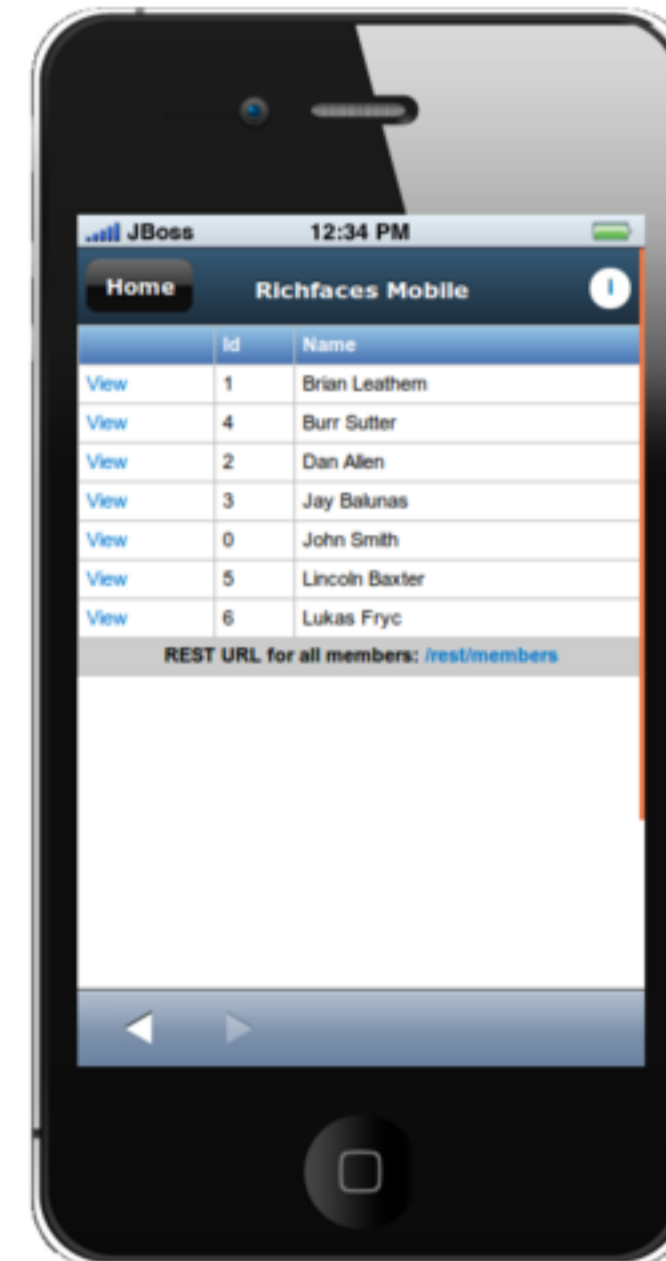 JBoss 12:34 PM
Home Richfaces Mobile i
Id Name
View 1 Brian Leathem
View 4 Burr Sutter
View 2 Dan Allen
View 3 Jay Balunas
View 0 John Smith
View 5 Lincoln Baxter
View 6 Lukas Fryc
REST URL for all members: /rest/members